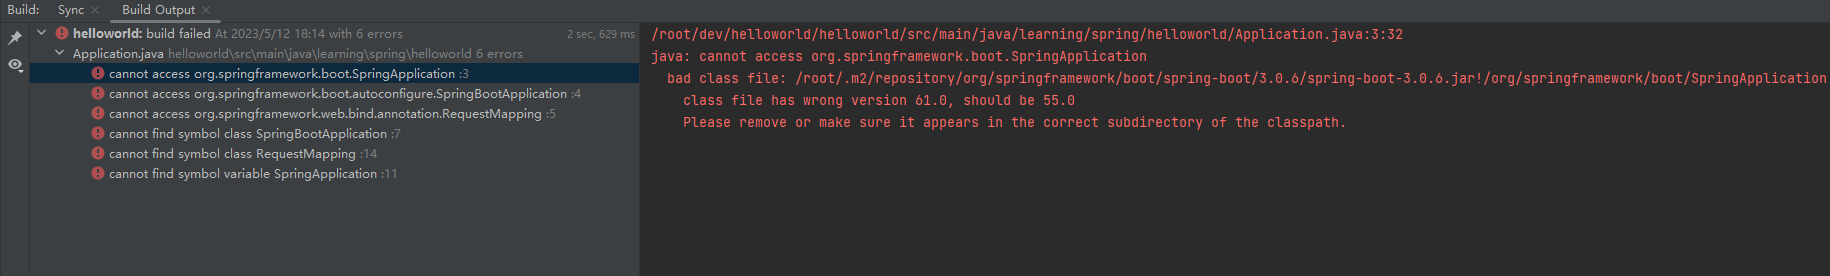 Build: Sync × Build Output ×
helloworld: build failed At 2023/5/12 18:14 with 6 errors 2 sec, 629 ms
Application.java helloworld\src\main\java\learning\spring\helloworld 6 errors
cannot access org.springframework.boot.SpringApplication :3
cannot access org.springframework.boot.autoconfigure.SpringBootApplication :4
cannot access org.springframework.web.bind.annotation.RequestMapping :5
cannot find symbol class SpringBootApplication :7
cannot find symbol class RequestMapping :14
cannot find symbol variable SpringApplication :11
/root/dev/helloworld/helloworld/src/main/java/learning/spring/helloworld/Application.java:3:32
java: cannot access org.springframework.boot.SpringApplication
bad class file: /root/.m2/repository/org/springframework/boot/spring-boot/3.0.6/spring-boot-3.0.6.jar!/org/springframework/boot/SpringApplication
class file has wrong version 61.0, should be 55.0
Please remove or make sure it appears in the correct subdirectory of the classpath.